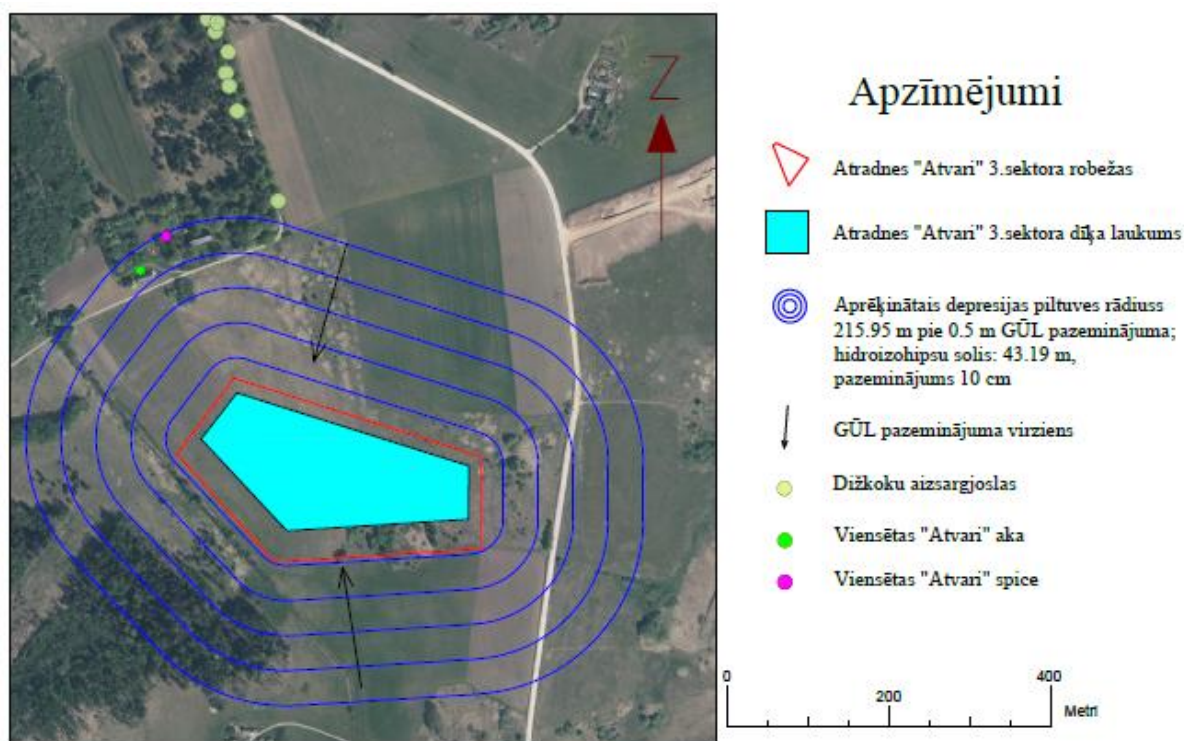 Z
Apzīmējumi
Atradnes "Atvari" 3.sektora robežas
Atradnes "Atvari" 3.sektora dīķa laukums
Aprēķinātais depresijas piltuves rādiuss
215.95 m pie 0.5 m GŪL pazeminājuma;
hidroizohipsu solis: 43.19 m,
pazeminājums 10 cm
GŪL pazeminājuma virziens
Dižkoku aizsargjoslas
Viensētas "Atvari" aka
Viensētas "Atvari" spice
0 400
200 Metri